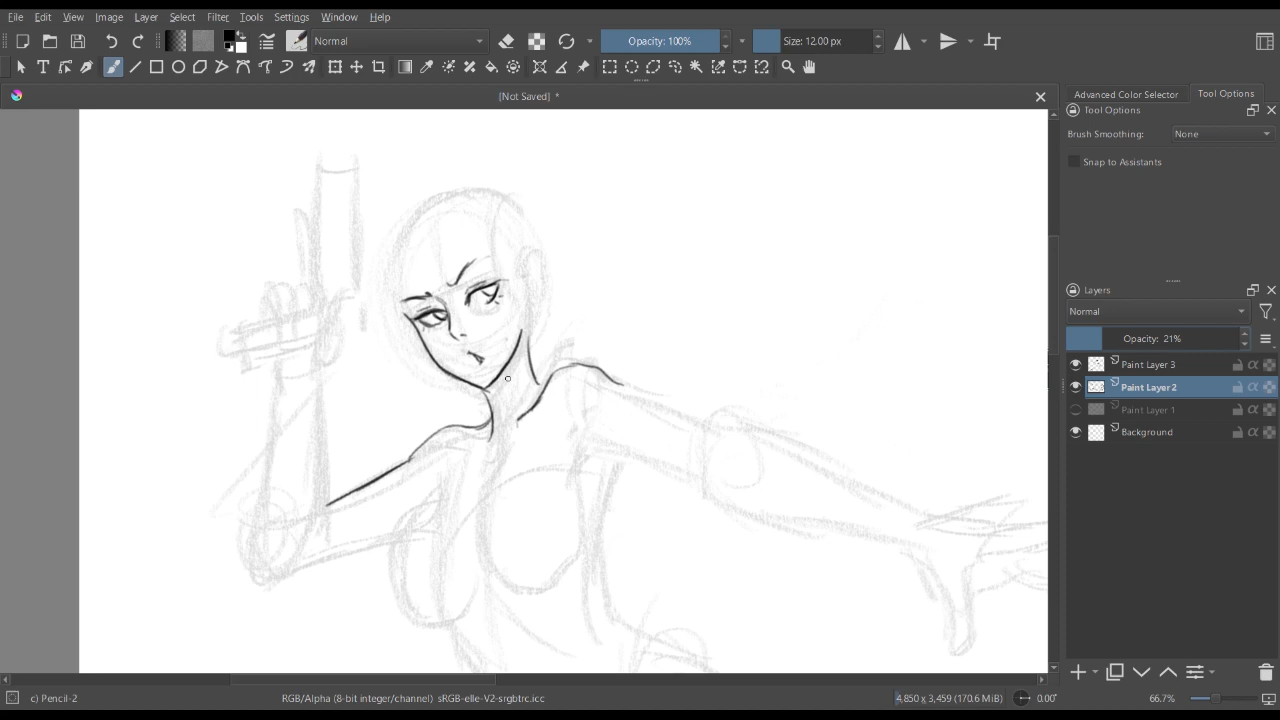 File Edit View Image Layer Select Filter Tools Settings Window Help
Normal Opacity: 100% Size: 12.00 px
[Not Saved] *
Advanced Color Selector Tool Options
Tool Options
Brush Smoothing: None
Snap to Assistants
Layers
Normal
Opacity: 21%
Paint Layer 3
Paint Layer 2
Paint Layer 1
Background
c) Pencil-2 RGB/Alpha (8-bit integer/channel) sRGB-elle-V2-srgbtrc.icc 4,850 x 3,459 (170.6 MiB) 0.00° 66.7%